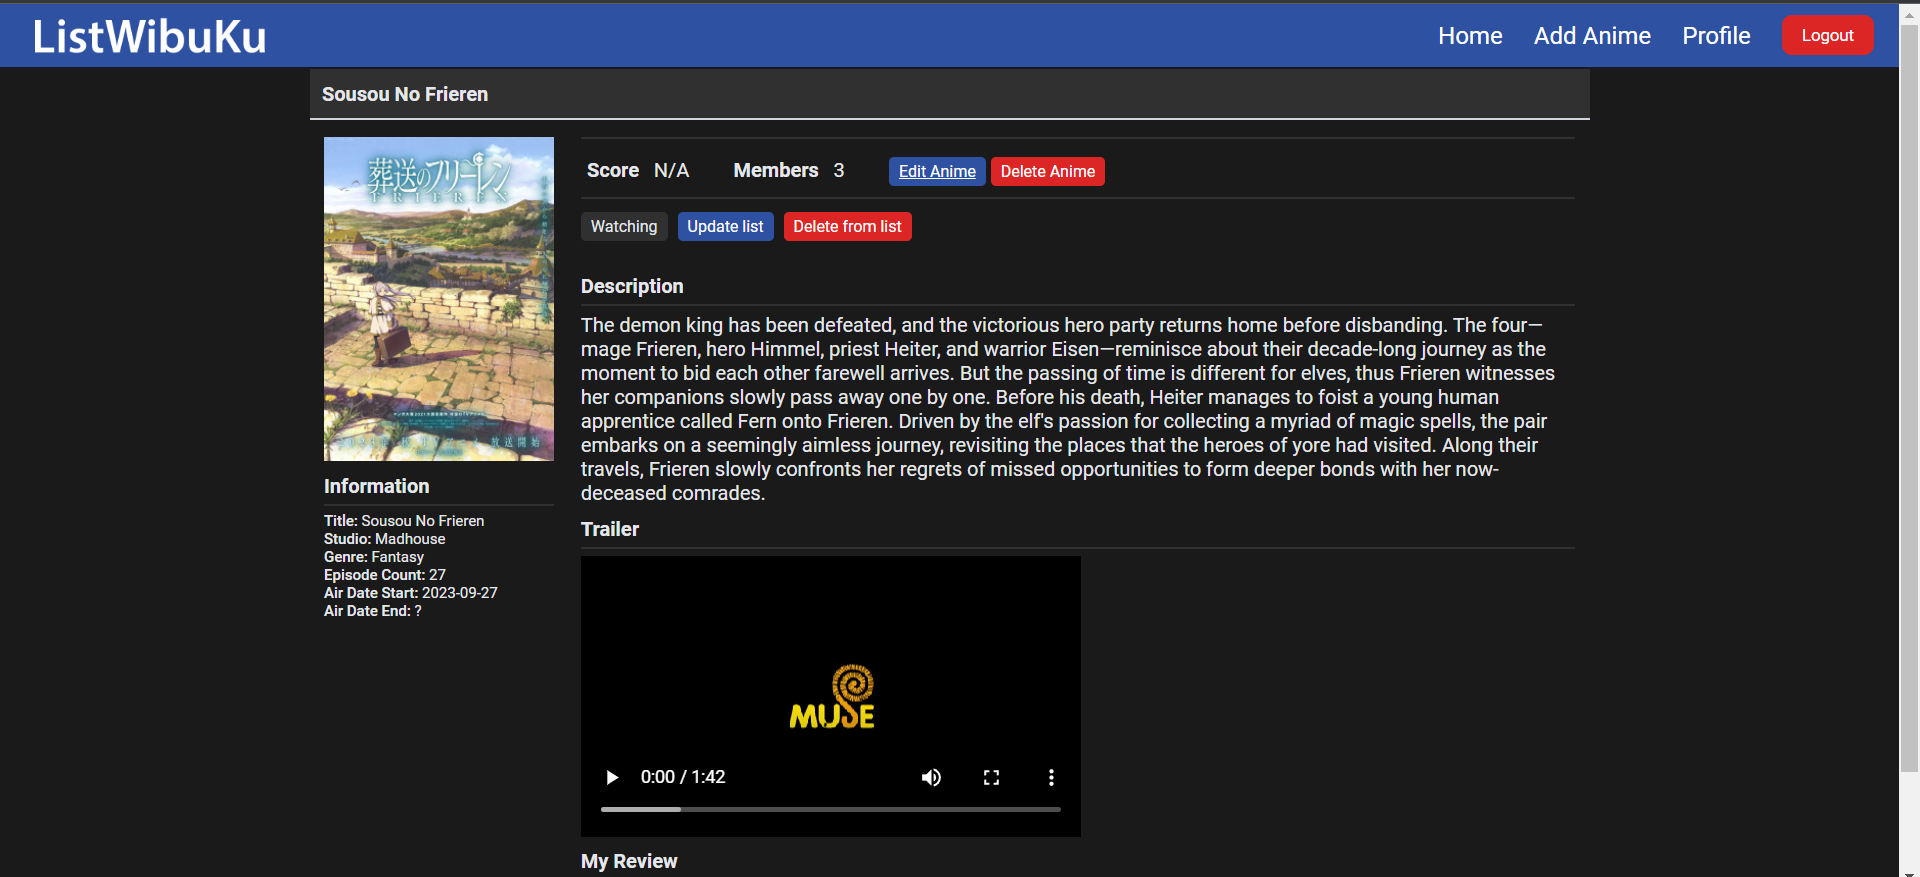 ListWibuKu
Home
Add Anime
Profile
Logout
Sousou No Frieren
葬送のフリーレン
FRIEREN
Score N/A
Members 3
Edit Anime
Delete Anime
Watching
Update list
Delete from list
Description
The demon king has been defeated, and the victorious hero party returns home before disbanding. The four—
mage Frieren, hero Himmel, priest Heiter, and warrior Eisen—reminisce about their decade-long journey as the
moment to bid each other farewell arrives. But the passing of time is different for elves, thus Frieren witnesses
her companions slowly pass away one by one. Before his death, Heiter manages to foist a young human
apprentice called Fern onto Frieren. Driven by the elf's passion for collecting a myriad of magic spells, the pair
embarks on a seemingly aimless journey, revisiting the places that the heroes of yore had visited. Along their
travels, Frieren slowly confronts her regrets of missed opportunities to form deeper bonds with her now-
deceased comrades.
Information
Title: Sousou No Frieren
Studio: Madhouse
Genre: Fantasy
Episode Count: 27
Air Date Start: 2023-09-27
Air Date End: ?
Trailer
MUSE
0:00 / 1:42
My Review